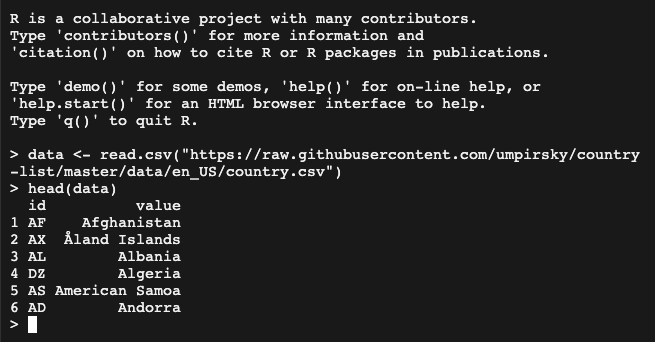 R is a collaborative project with many contributors.
Type 'contributors()' for more information and
'citation()' on how to cite R or R packages in publications.

Type 'demo()' for some demos, 'help()' for on-line help, or
'help.start()' for an HTML browser interface to help.
Type 'q()' to quit R.

> data <- read.csv("https://raw.githubusercontent.com/umpirsky/country
-list/master/data/en_US/country.csv")
> head(data)
  id          value
1 AF    Afghanistan
2 AX  Åland Islands
3 AL        Albania
4 DZ        Algeria
5 AS American Samoa
6 AD        Andorra
>